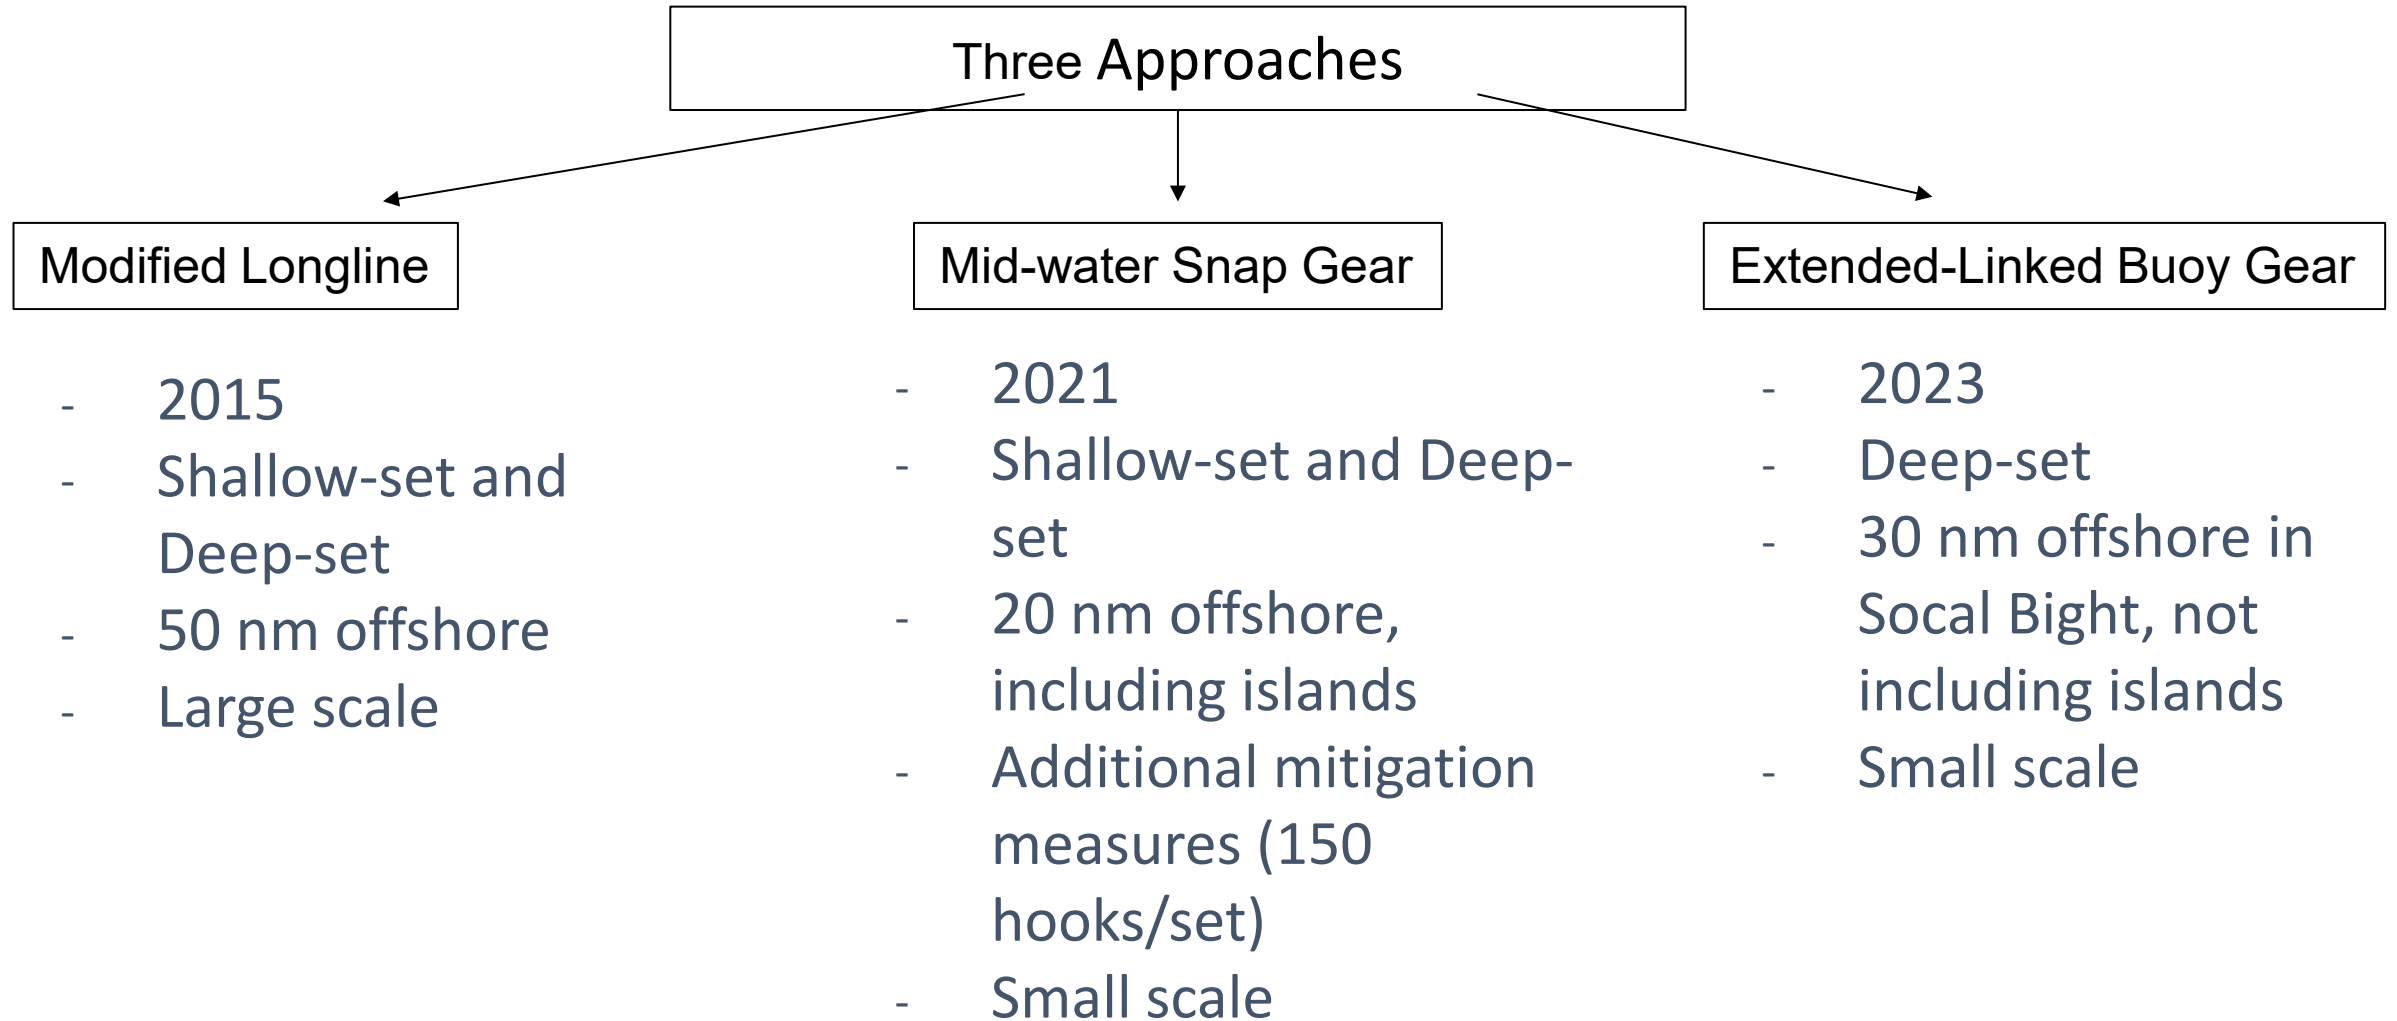 Three Approaches
Modified Longline
- 2015
- Shallow-set and
Deep-set
- 50 nm offshore
- Large scale
Mid-water Snap Gear
- 2021
- Shallow-set and Deep-
set
- 20 nm offshore,
including islands
- Additional mitigation
measures (150
hooks/set)
- Small scale
Extended-Linked Buoy Gear
- 2023
- Deep-set
- 30 nm offshore in
Socal Bight, not
including islands
- Small scale